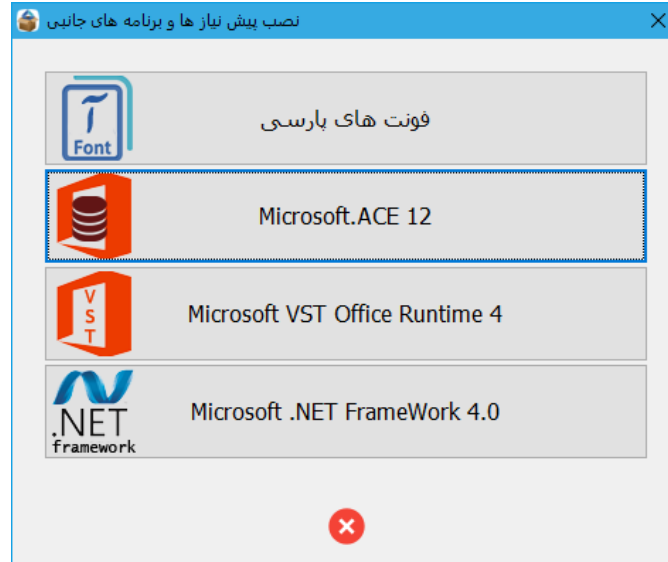 نصب پیش نیاز ها و برنامه های جانبی
T
Font
فونت های پارسی
Microsoft.ACE 12
V
S
T
Microsoft VST Office Runtime 4
.NET
framework
Microsoft .NET FrameWork 4.0